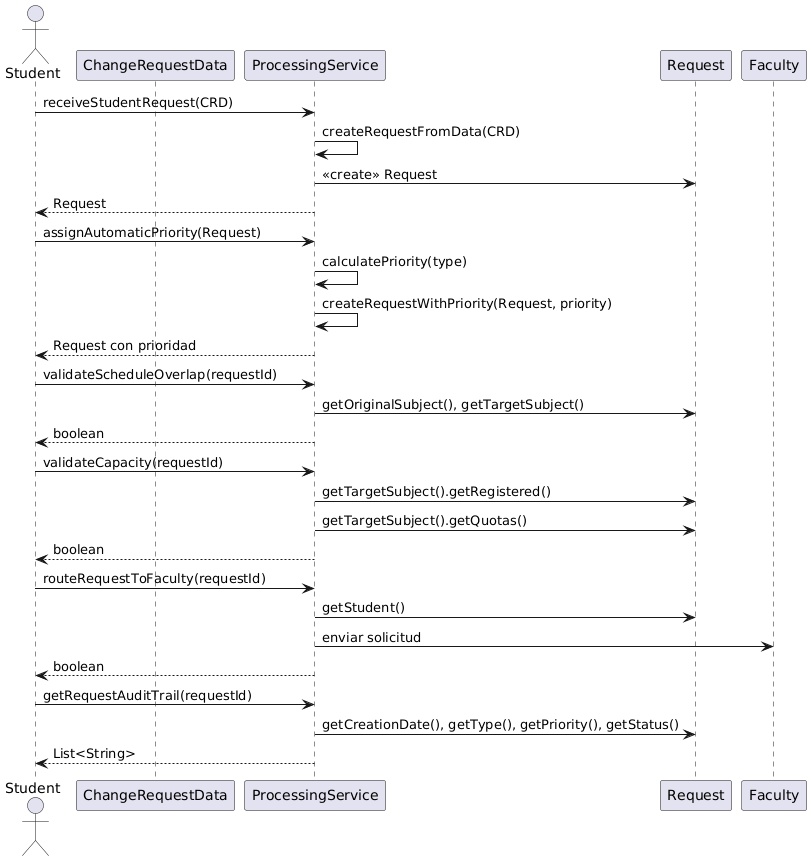 Student
ChangeRequestData
ProcessingService
Request
Faculty
receiveStudentRequest(CRD)
createRequestFromData(CRD)
«create» Request
Request
assignAutomaticPriority(Request)
calculatePriority(type)
createRequestWithPriority(Request, priority)
Request con prioridad
validateScheduleOverlap(requestId)
getOriginalSubject(), getTargetSubject()
boolean
validateCapacity(requestId)
getTargetSubject().getRegistered()
getTargetSubject().getQuotas()
boolean
routeRequestToFaculty(requestId)
getStudent()
enviar solicitud
boolean
getRequestAuditTrail(requestId)
getCreationDate(), getType(), getPriority(), getStatus()
List<String>
Student
ChangeRequestData
ProcessingService
Request
Faculty